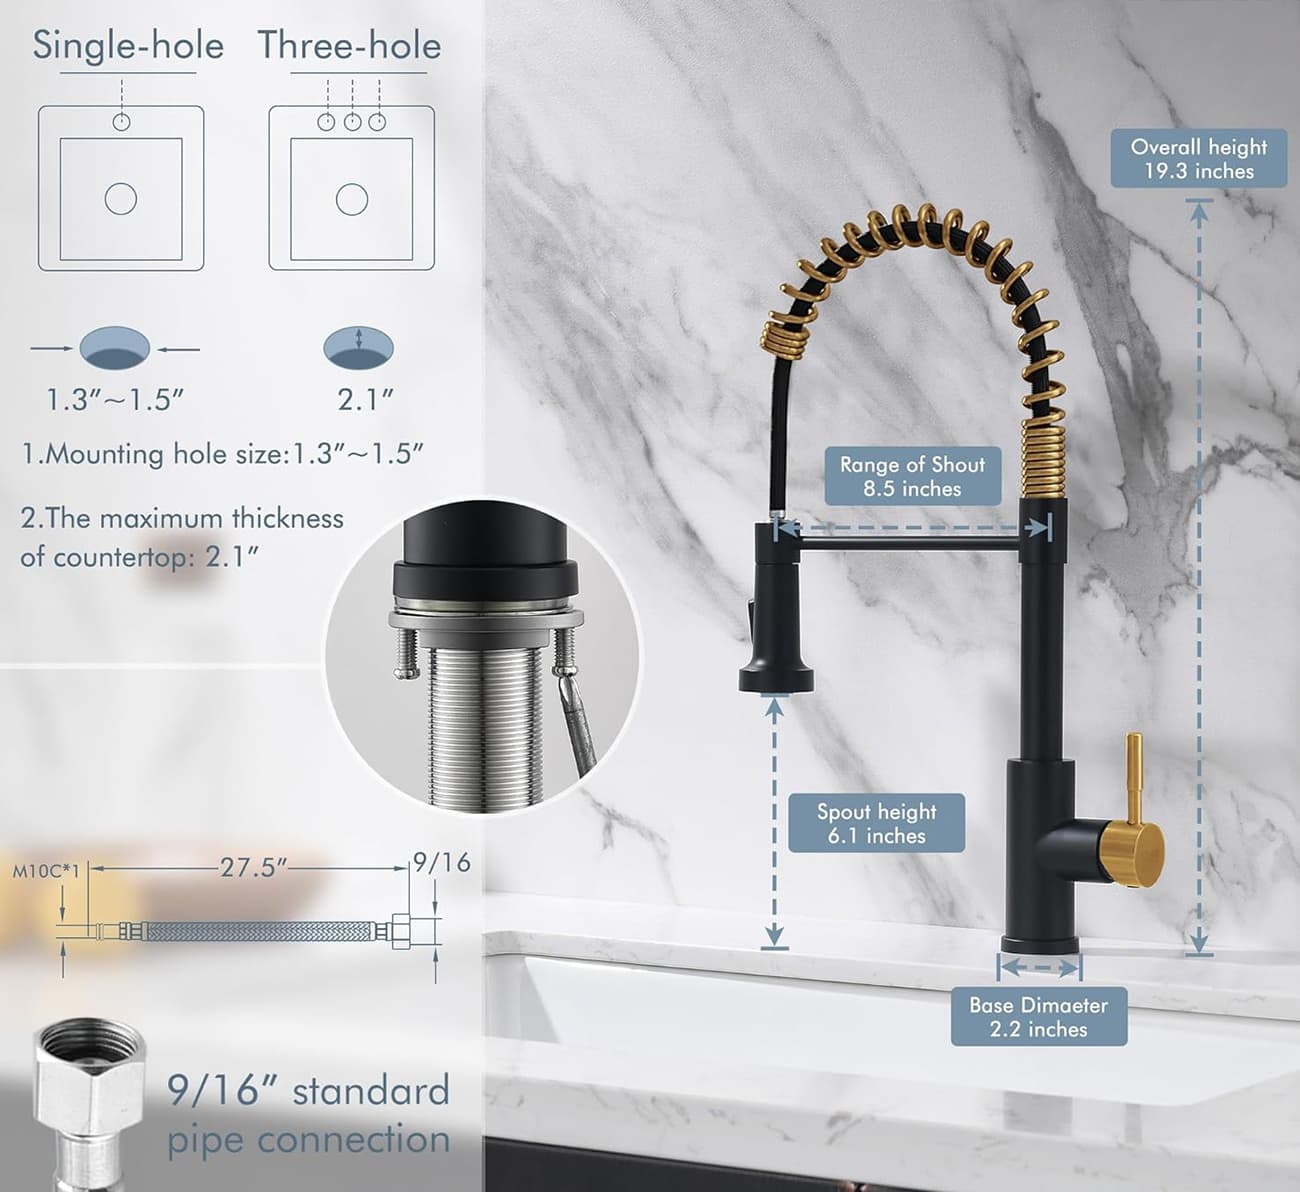 Single-hole
Three-hole
1.3”~1.5”
2.1”
1.Mounting hole size:1.3”~1.5”
2.The maximum thickness
of countertop: 2.1”
M10C*1
27.5”
9/16
9/16” standard
pipe connection
Overall height
19.3 inches
Range of Shout
8.5 inches
Spout height
6.1 inches
Base Dimaeter
2.2 inches